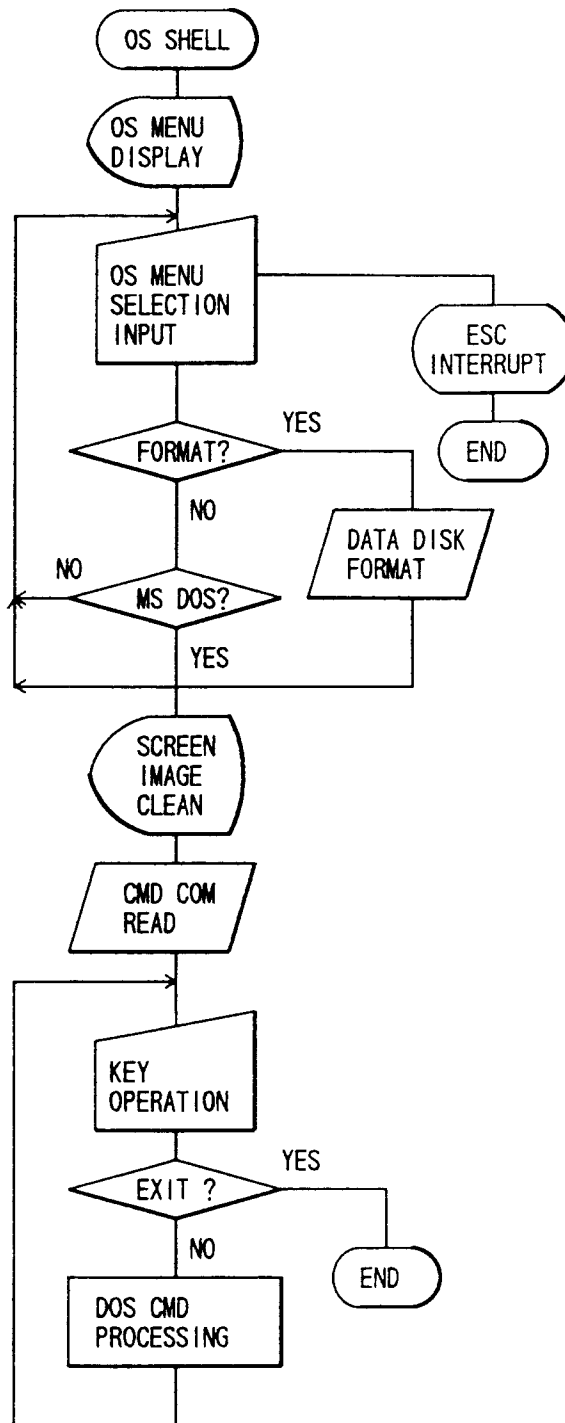 OS SHELL
OS MENU
DISPLAY
OS MENU
SELECTION
INPUT
ESC
INTERRUPT
END
FORMAT?
YES
NO
DATA DISK
FORMAT
NO
MS DOS?
YES
SCREEN
IMAGE
CLEAN
CMD COM
READ
KEY
OPERATION
EXIT ?
YES
NO
END
DOS CMD
PROCESSING